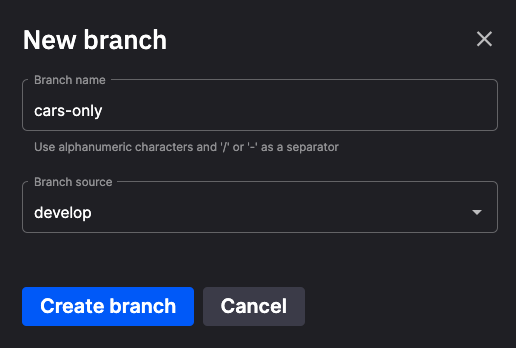 New branch
Branch name
cars-only
Use alphanumeric characters and '/' or '-' as a separator
Branch source
develop
Create branch
Cancel